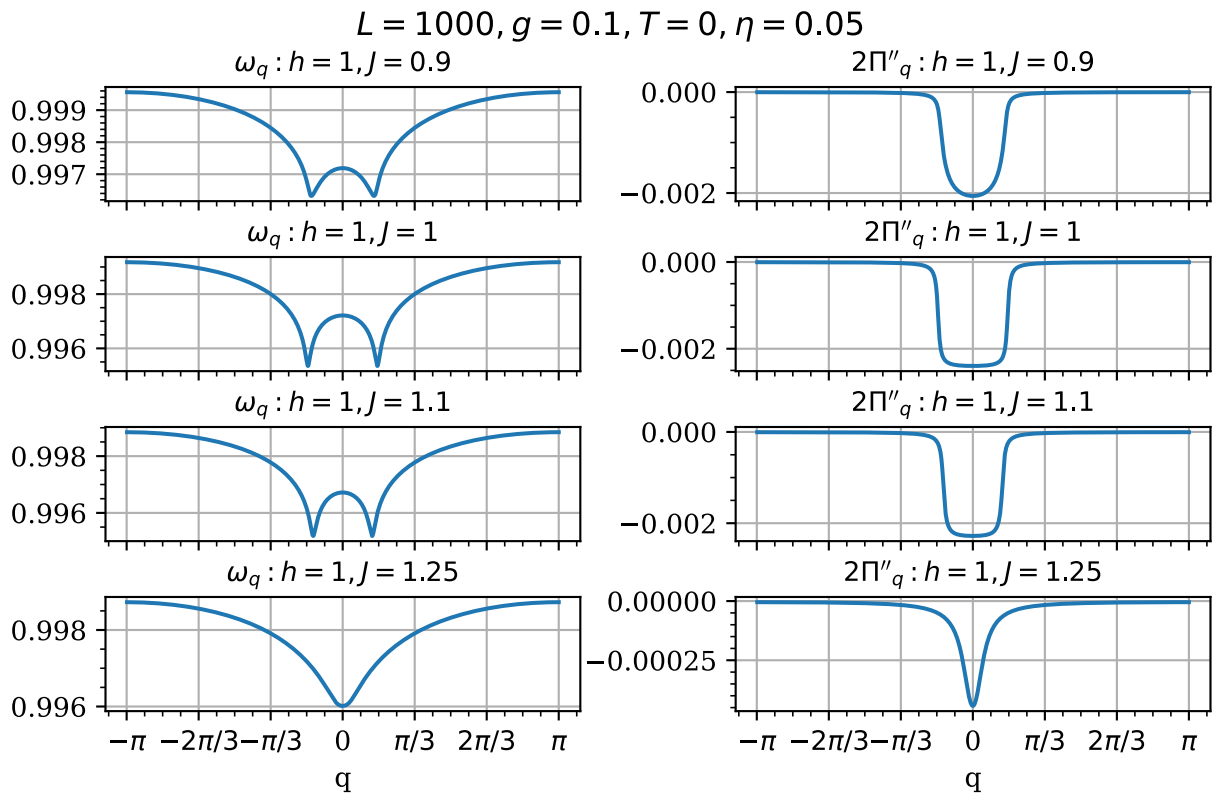 L = 1000, g = 0.1, T = 0, η = 0.05
ω_q : h = 1, J = 0.9
0.999
0.998
0.997
2Π″_q : h = 1, J = 0.9
0.000
−0.002
ω_q : h = 1, J = 1
0.998
0.996
2Π″_q : h = 1, J = 1
0.000
−0.002
ω_q : h = 1, J = 1.1
0.998
0.996
2Π″_q : h = 1, J = 1.1
0.000
−0.002
ω_q : h = 1, J = 1.25
0.998
0.996
−π −2π/3 −π/3 0 π/3 2π/3 π
q
2Π″_q : h = 1, J = 1.25
0.00000
−0.00025
−π −2π/3 −π/3 0 π/3 2π/3 π
q